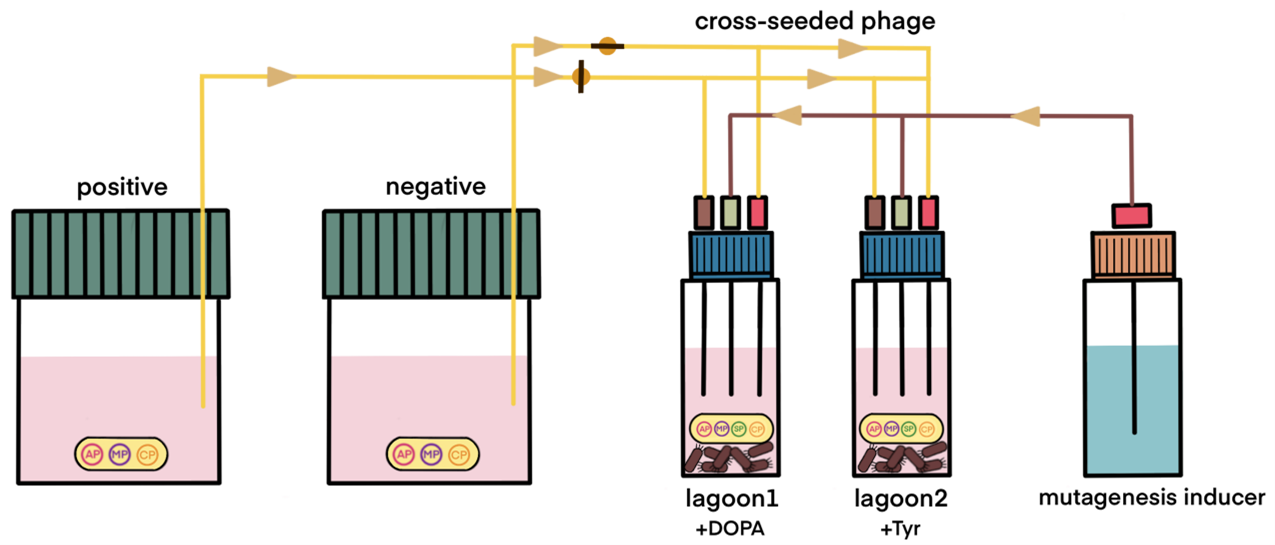 cross-seeded phage
positive
negative
AP MP CP
AP MP CP
AP MP SP CP
AP MP SP CP
lagoon1
+DOPA
lagoon2
+Tyr
mutagenesis inducer